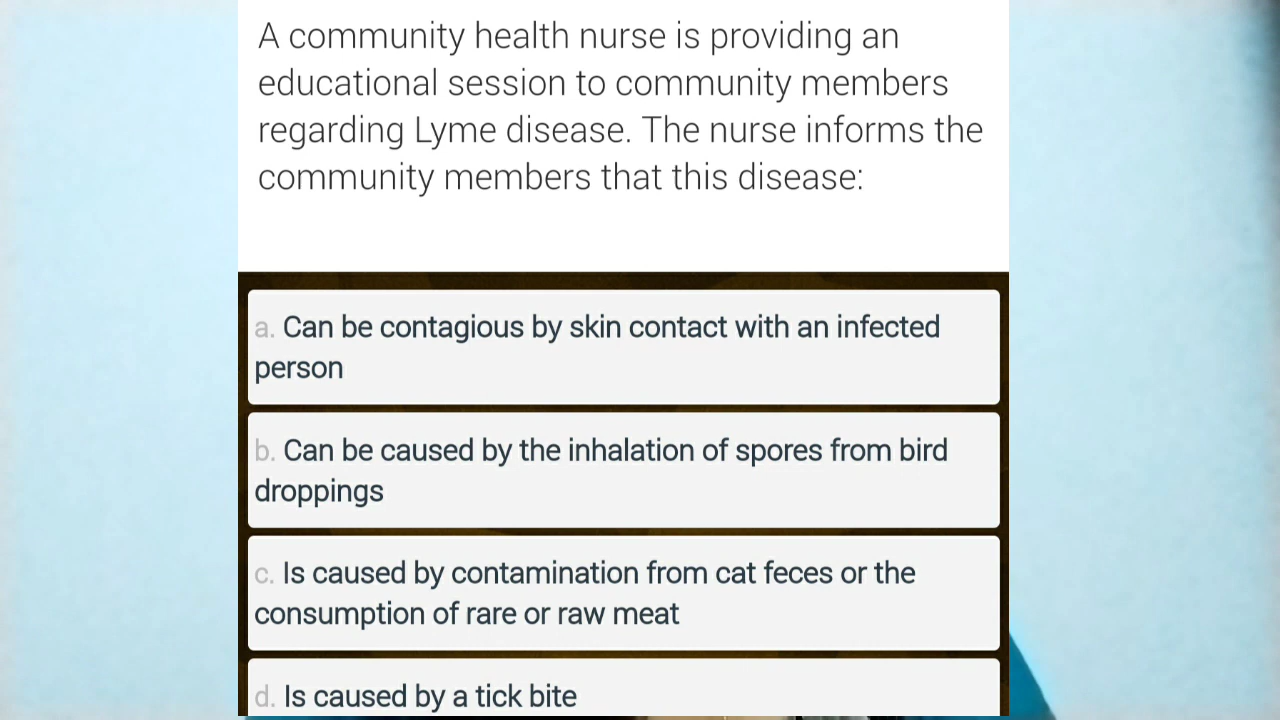 A community health nurse is providing an
educational session to community members
regarding Lyme disease. The nurse informs the
community members that this disease:
a. Can be contagious by skin contact with an infected
person
b. Can be caused by the inhalation of spores from bird
droppings
c. Is caused by contamination from cat feces or the
consumption of rare or raw meat
d. Is caused by a tick bite